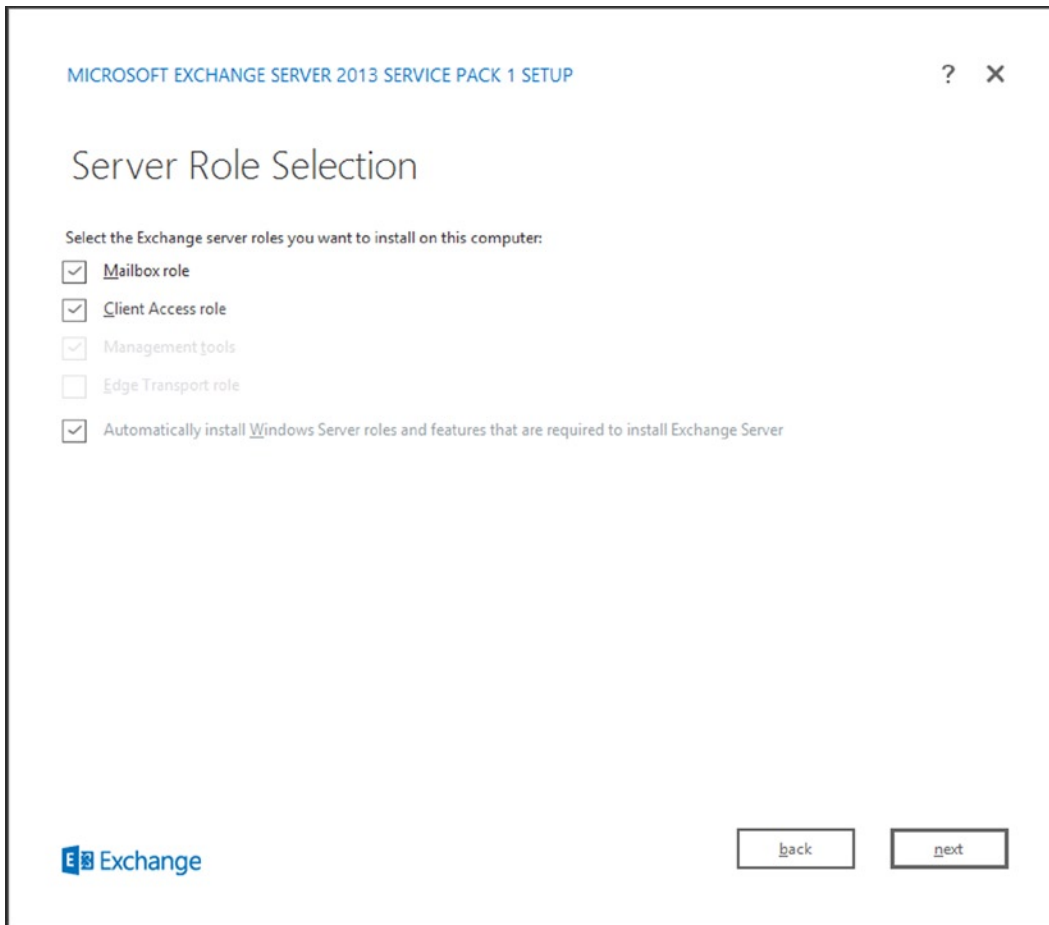 MICROSOFT EXCHANGE SERVER 2013 SERVICE PACK 1 SETUP
?
Server Role Selection
Select the Exchange server roles you want to install on this computer:
Mailbox role
Client Access role
Management tools
Edge Transport role
Automatically install Windows Server roles and features that are required to install Exchange Server
Exchange
back
next